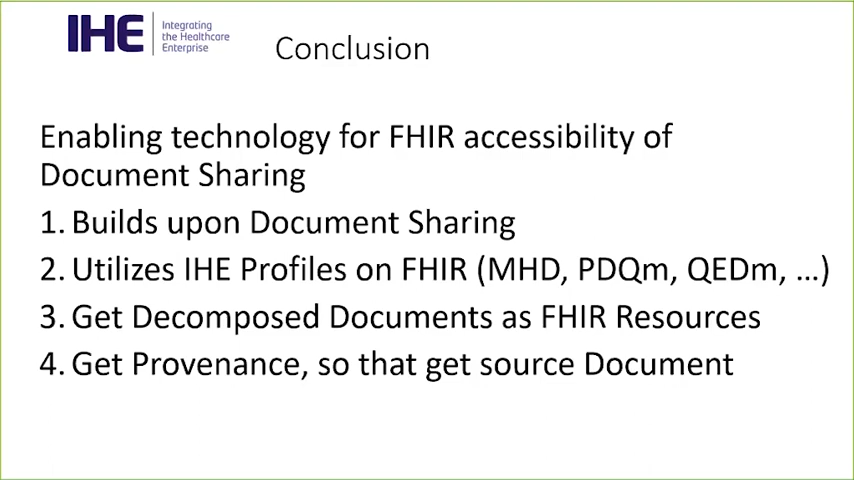 IHE
Integrating
the Healthcare
Enterprise
Conclusion
Enabling technology for FHIR accessibility of
Document Sharing
1. Builds upon Document Sharing
2. Utilizes IHE Profiles on FHIR (MHD, PDQm, QEDm, ...)
3. Get Decomposed Documents as FHIR Resources
4. Get Provenance, so that get source Document